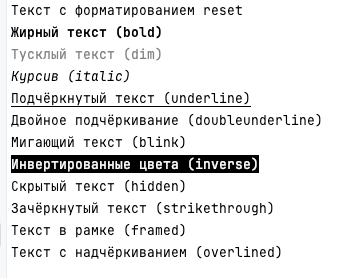 Текст с форматированием reset
Жирный текст (bold)
Тусклый текст (dim)
Курсив (italic)
Подчёркнутый текст (underline)
Двойное подчёркивание (doubleunderline)
Мигающий текст (blink)
Инвертированные цвета (inverse)
Скрытый текст (hidden)
Зачёркнутый текст (strikethrough)
Текст в рамке (framed)
Текст с надчёркиванием (overlined)